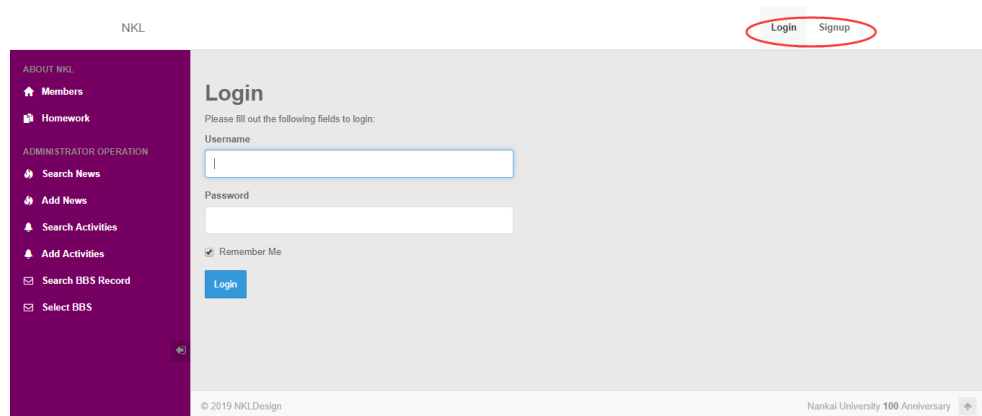 NKL
Login Signup
ABOUT NKL
Members
Homework
ADMINISTRATOR OPERATION
Search News
Add News
Search Activities
Add Activities
Search BBS Record
Select BBS
Login
Please fill out the following fields to login:
Username
Password
Remember Me
Login
© 2019 NKLDesign
Nankai University 100 Anniversary